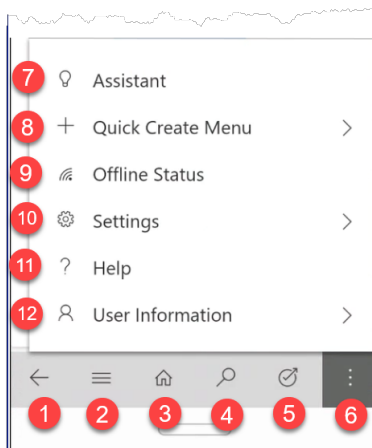 7 Assistant
8 Quick Create Menu
9 Offline Status
10 Settings
11 Help
12 User Information
1 2 3 4 5 6